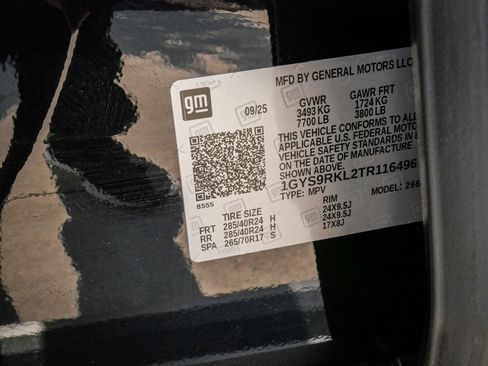 gm
MFD BY GENERAL MOTORS LLC
09/25
GVWR
3493 KG
7700 LB
GAWR FRT
1724 KG
3800 LB
THIS VEHICLE CONFORMS TO ALL
APPLICABLE U.S. FEDERAL MOTO
VEHICLE SAFETY STANDARDS IN
ON THE DATE OF MANUFACTURE
1GYS9RKL2TR116496
TYPE: MPV
MODEL: 266
8555
TIRE SIZE
RIM
FRT 285/40R24 H 24X9.5J
RR 285/40R24 H 24X9.5J
SPA 265/70R17 S 17X8J